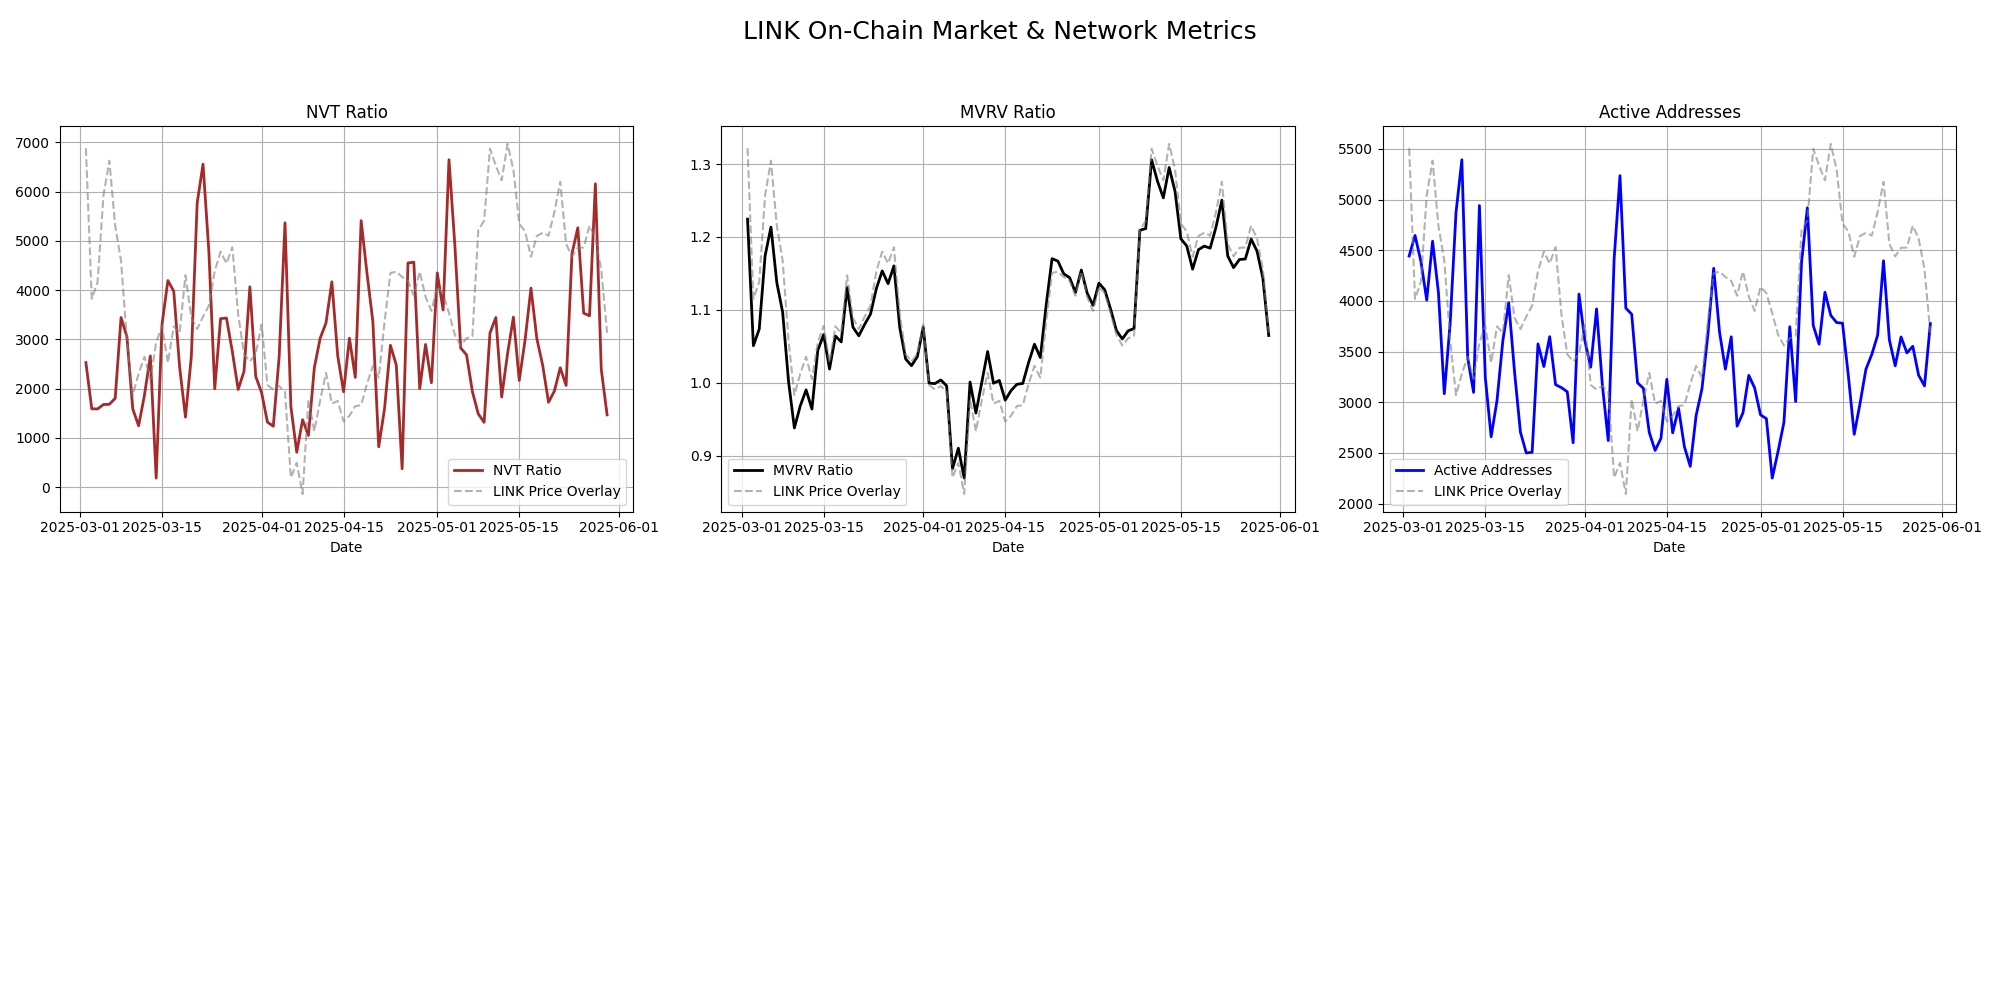 LINK On-Chain Market & Network Metrics
NVT Ratio
7000
6000
5000
4000
3000
2000
1000
0
NVT Ratio
LINK Price Overlay
2025-03-01 2025-03-15 2025-04-01 2025-04-15 2025-05-01 2025-05-15 2025-06-01
Date
MVRV Ratio
1.3
1.2
1.1
1.0
0.9
MVRV Ratio
LINK Price Overlay
2025-03-01 2025-03-15 2025-04-01 2025-04-15 2025-05-01 2025-05-15 2025-06-01
Date
Active Addresses
5500
5000
4500
4000
3500
3000
2500
2000
Active Addresses
LINK Price Overlay
2025-03-01 2025-03-15 2025-04-01 2025-04-15 2025-05-01 2025-05-15 2025-06-01
Date